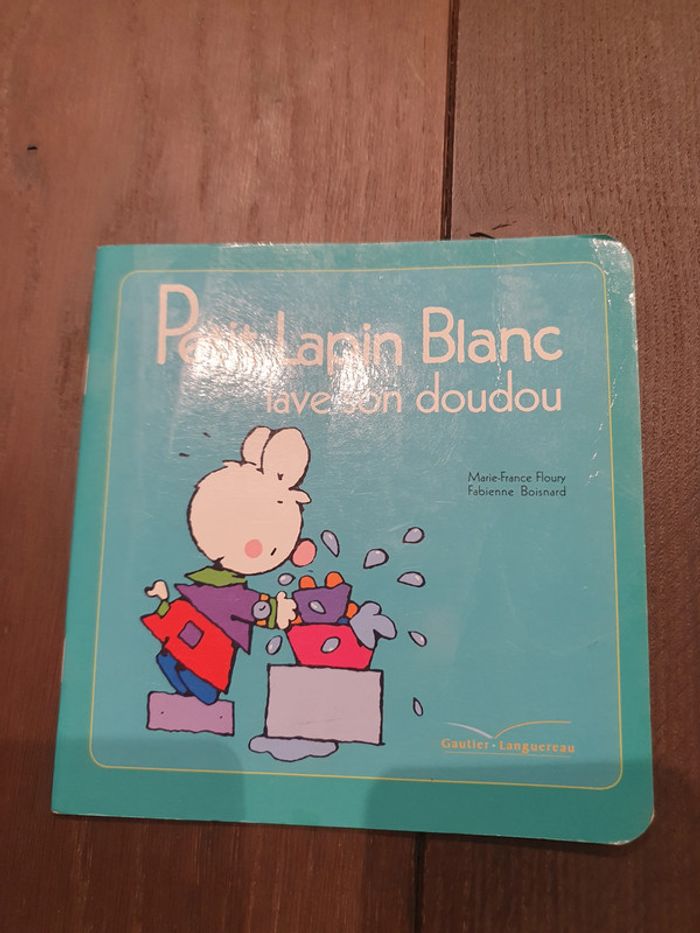 Petit Lapin Blanc
lave son doudou
Marie-France Floury
Fabienne Boisnard
Gautier • Languereau